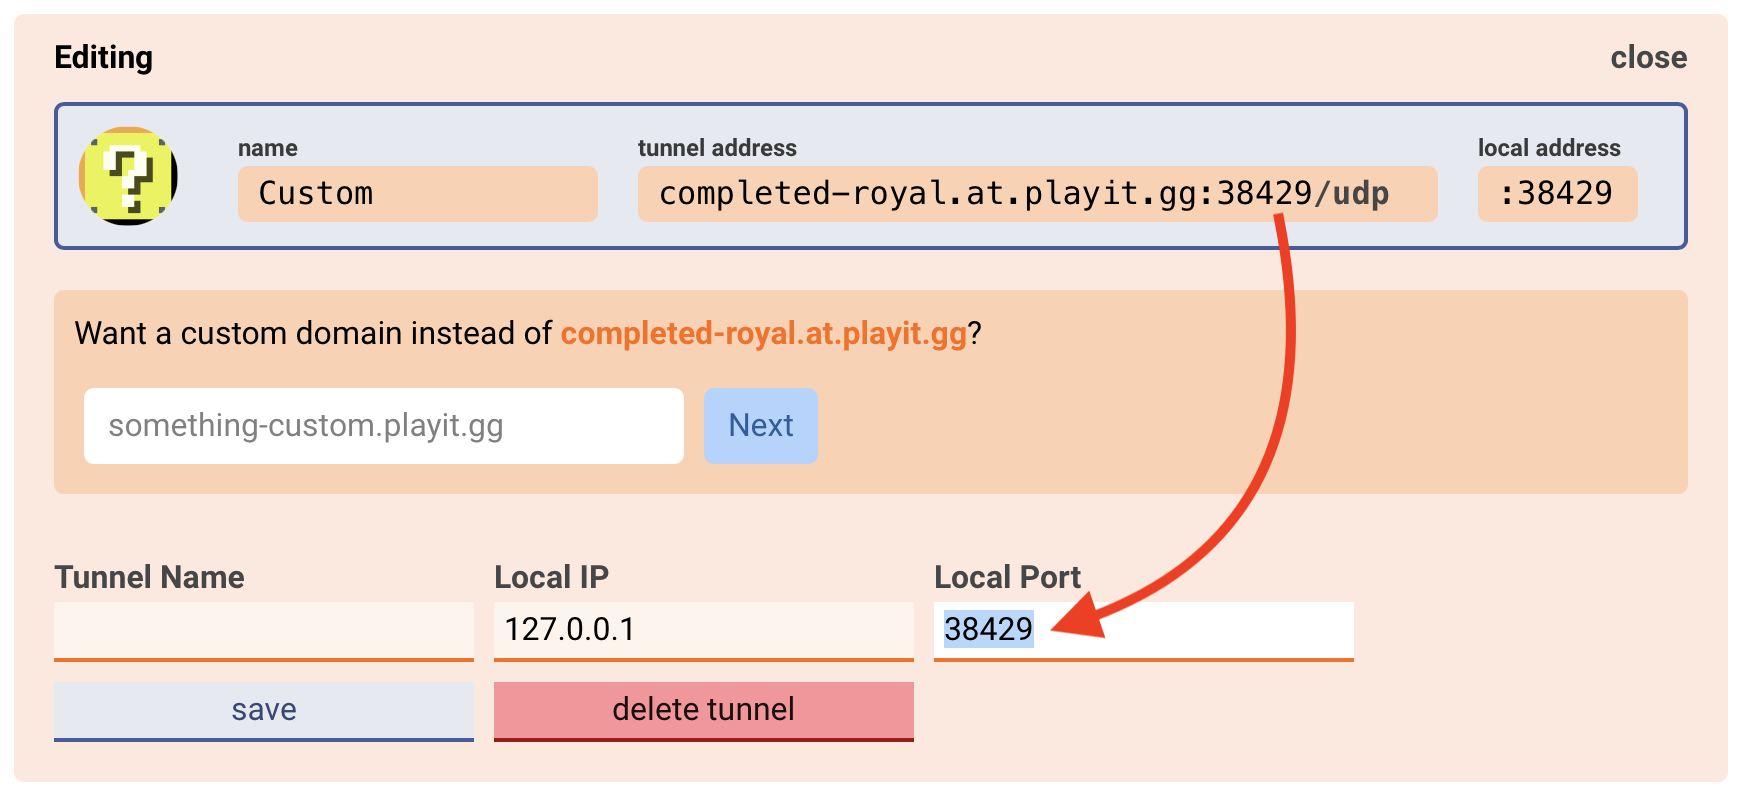 Editing
close
name
tunnel address
local address
Custom
completed-royal.at.playit.gg:38429/udp
:38429
Want a custom domain instead of completed-royal.at.playit.gg?
something-custom.playit.gg
Next
Tunnel Name
Local IP
Local Port
127.0.0.1
38429
save
delete tunnel